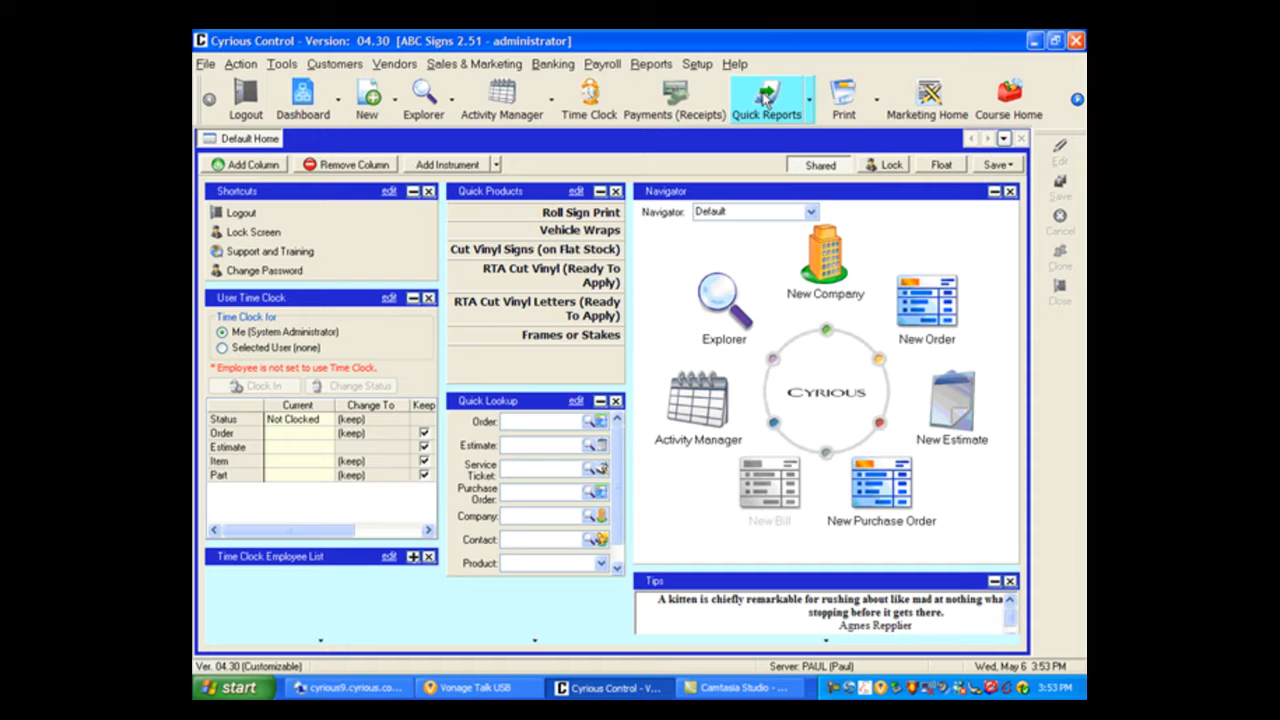 Cyrious Control - Version: 04.30 [ABC Signs 2.51 - administrator]
File Action Tools Customers Vendors Sales & Marketing Banking Payroll Reports Setup Help
Logout Dashboard New Explorer Activity Manager Time Clock Payments (Receipts) Quick Reports Print Marketing Home Course Home
Default Home
Add Column Remove Column Add Instrument Shared Lock Float Save
Edit
Save
Cancel
Clone
Close
Shortcuts edit
Logout
Lock Screen
Support and Training
Change Password
User Time Clock edit
Time Clock for
Me (System Administrator)
Selected User (none)
* Employee is not set to use Time Clock.
Clock In Change Status
Current Change To Keep
Status Not Clocked (keep)
Order (keep)
Estimate
Item (keep)
Part (keep)
Time Clock Employee List edit
Quick Products edit
Roll Sign Print
Vehicle Wraps
Cut Vinyl Signs (on Flat Stock)
RTA Cut Vinyl (Ready To
Apply)
RTA Cut Vinyl Letters (Ready
To Apply)
Frames or Stakes
Quick Lookup edit
Order:
Estimate:
Service
Ticket:
Purchase
Order:
Company:
Contact:
Product:
Navigator
Navigator: Default
New Company
Explorer
New Order
CYRIOUS
Activity Manager
New Estimate
New Bill
New Purchase Order
Tips
A kitten is chiefly remarkable for rushing about like mad at nothing wha
stopping before it gets there.
Agnes Repplier
Ver. 04.30 (Customizable) Server: PAUL (Paul) Wed, May 6 3:53 PM
start cyrious9.cyrious.co... Vonage Talk USB Cyrious Control - V... Camtasia Studio - ... 3:53 PM